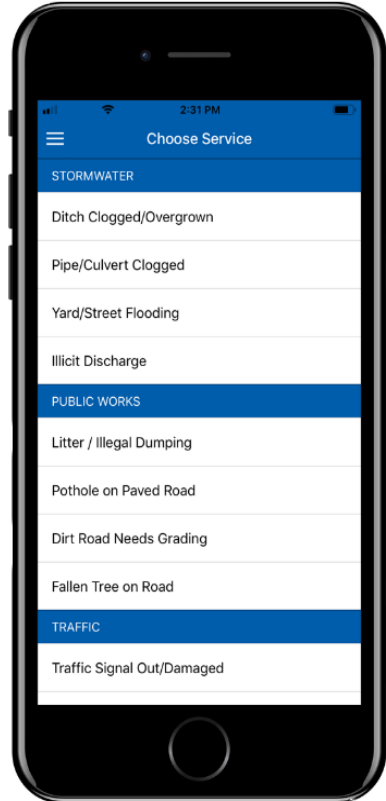 2:31 PM
Choose Service
STORMWATER
Ditch Clogged/Overgrown
Pipe/Culvert Clogged
Yard/Street Flooding
Illicit Discharge
PUBLIC WORKS
Litter / Illegal Dumping
Pothole on Paved Road
Dirt Road Needs Grading
Fallen Tree on Road
TRAFFIC
Traffic Signal Out/Damaged